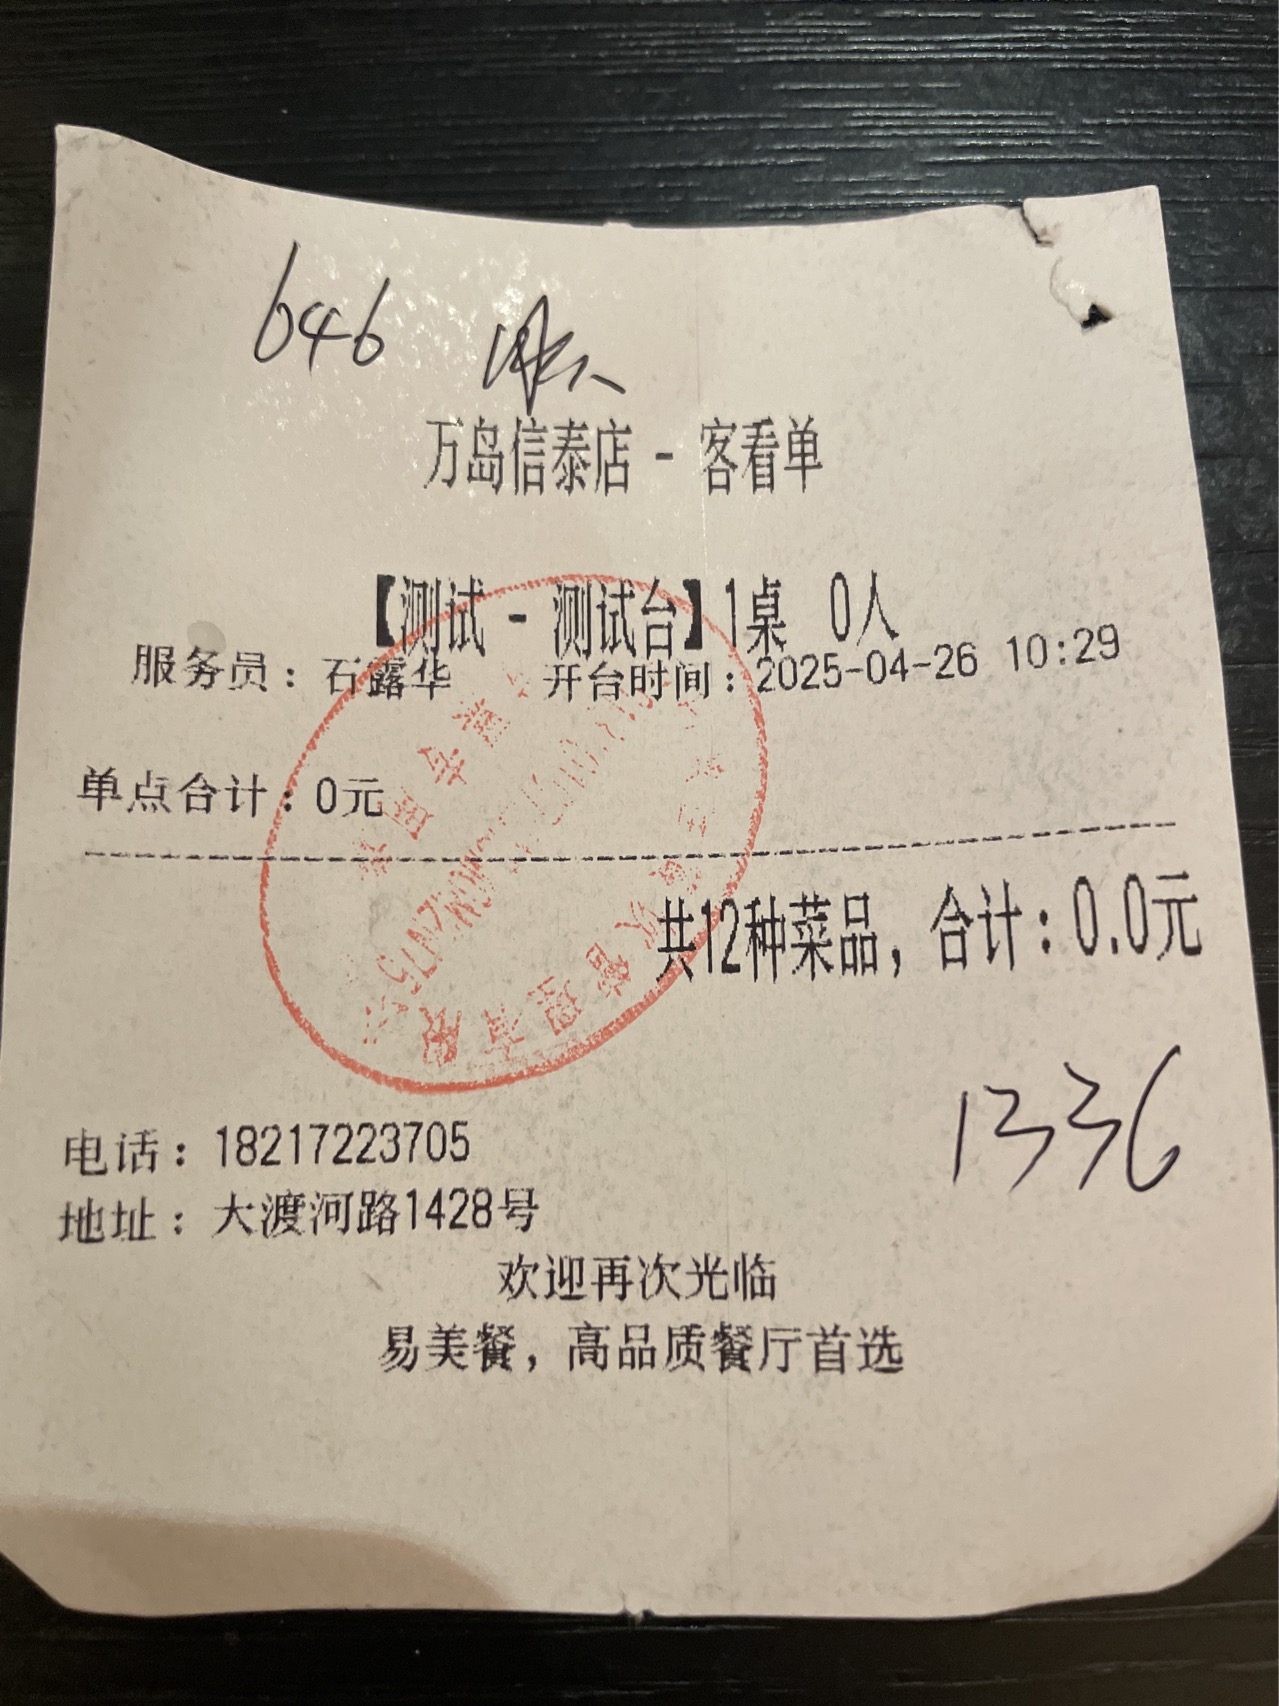 646
万岛信泰店 - 客看单
【测试 - 测试台】1桌 0人
服务员：石露华 开台时间：2025-04-26 10:29
单点合计：0元
共12种菜品，合计：0.0元
1336
电话：18217223705
地址：大渡河路1428号
欢迎再次光临
易美餐，高品质餐厅首选